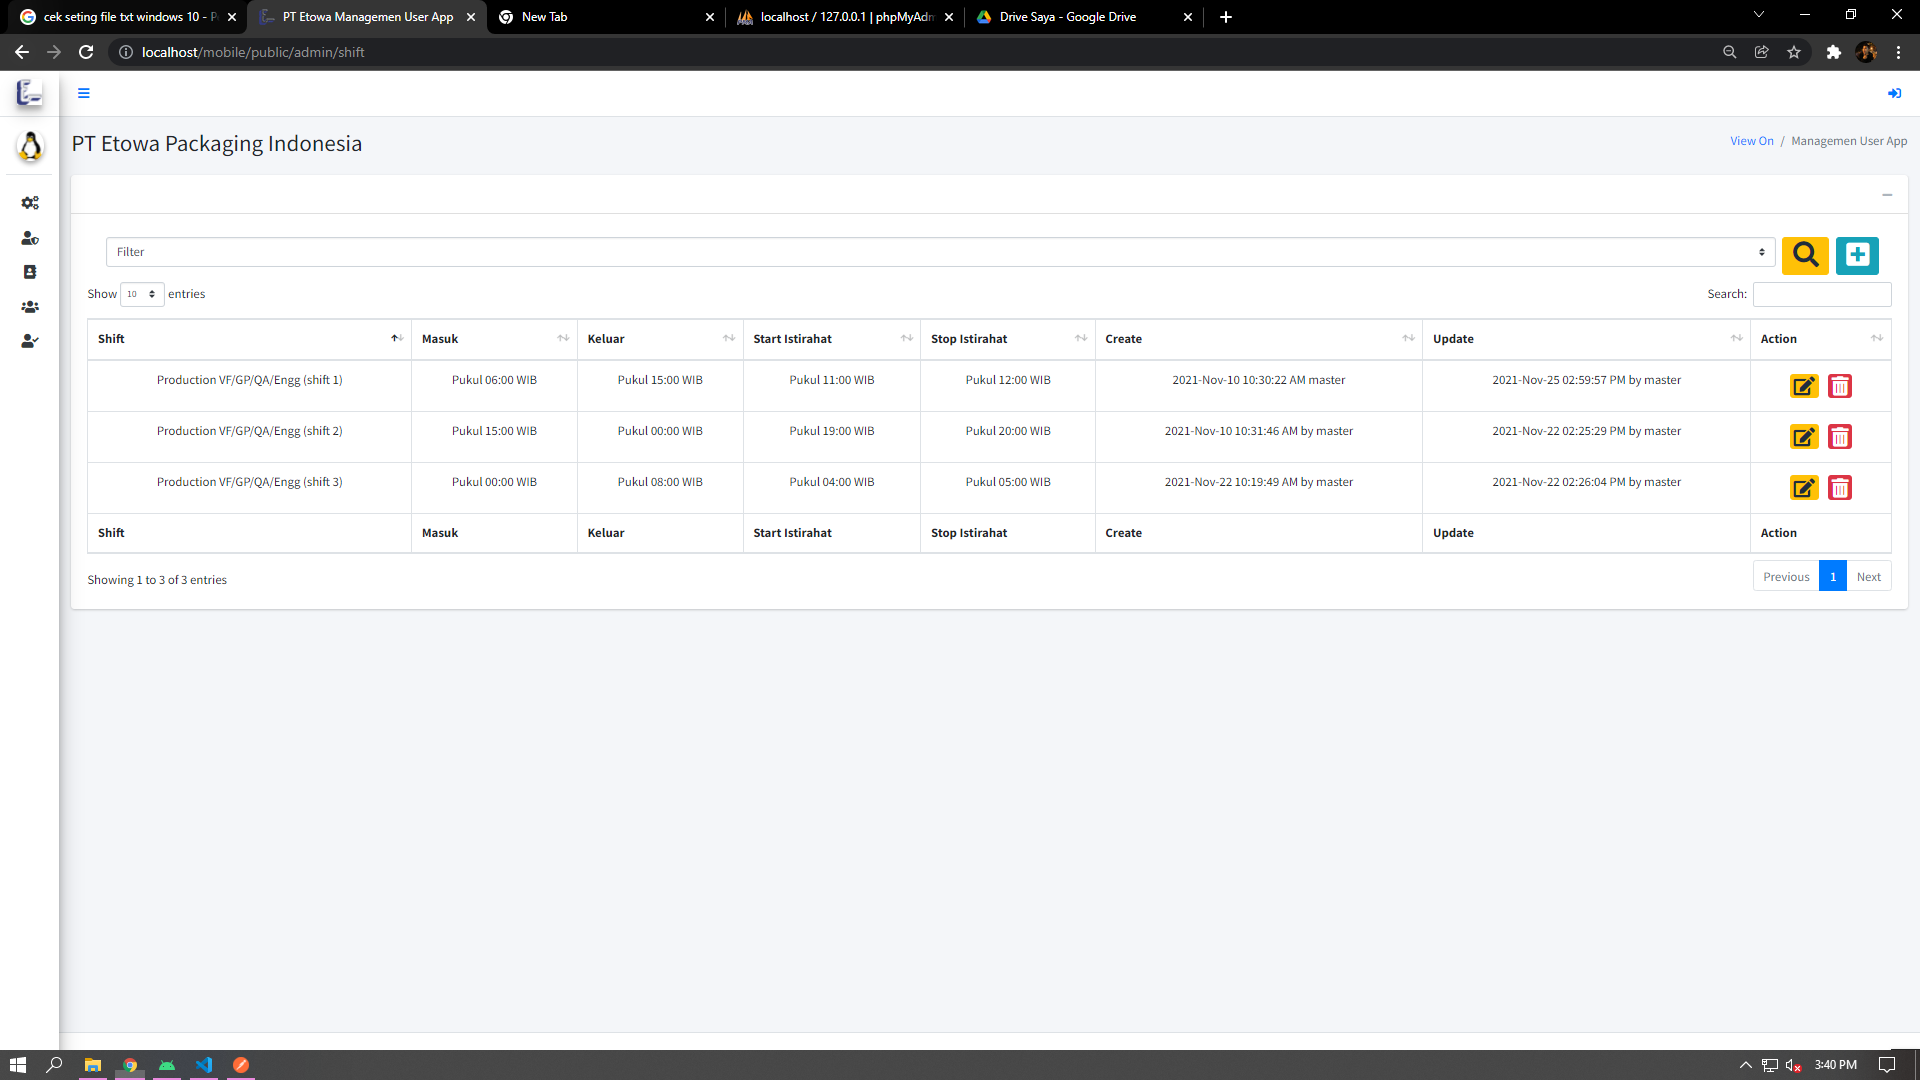 cek seting file txt windows 10 - P
PT Etowa Managemen User App
New Tab
localhost / 127.0.0.1 | phpMyAdm
Drive Saya - Google Drive
localhost/mobile/public/admin/shift
PT Etowa Packaging Indonesia
View On / Managemen User App
Filter
Show 10 entries
Search:
Shift Masuk Keluar Start Istirahat Stop Istirahat Create Update Action
Production VF/GP/QA/Engg (shift 1) Pukul 06:00 WIB Pukul 15:00 WIB Pukul 11:00 WIB Pukul 12:00 WIB 2021-Nov-10 10:30:22 AM master 2021-Nov-25 02:59:57 PM by master
Production VF/GP/QA/Engg (shift 2) Pukul 15:00 WIB Pukul 00:00 WIB Pukul 19:00 WIB Pukul 20:00 WIB 2021-Nov-10 10:31:46 AM by master 2021-Nov-22 02:25:29 PM by master
Production VF/GP/QA/Engg (shift 3) Pukul 00:00 WIB Pukul 08:00 WIB Pukul 04:00 WIB Pukul 05:00 WIB 2021-Nov-22 10:19:49 AM by master 2021-Nov-22 02:26:04 PM by master
Shift Masuk Keluar Start Istirahat Stop Istirahat Create Update Action
Showing 1 to 3 of 3 entries
Previous 1 Next
3:40 PM